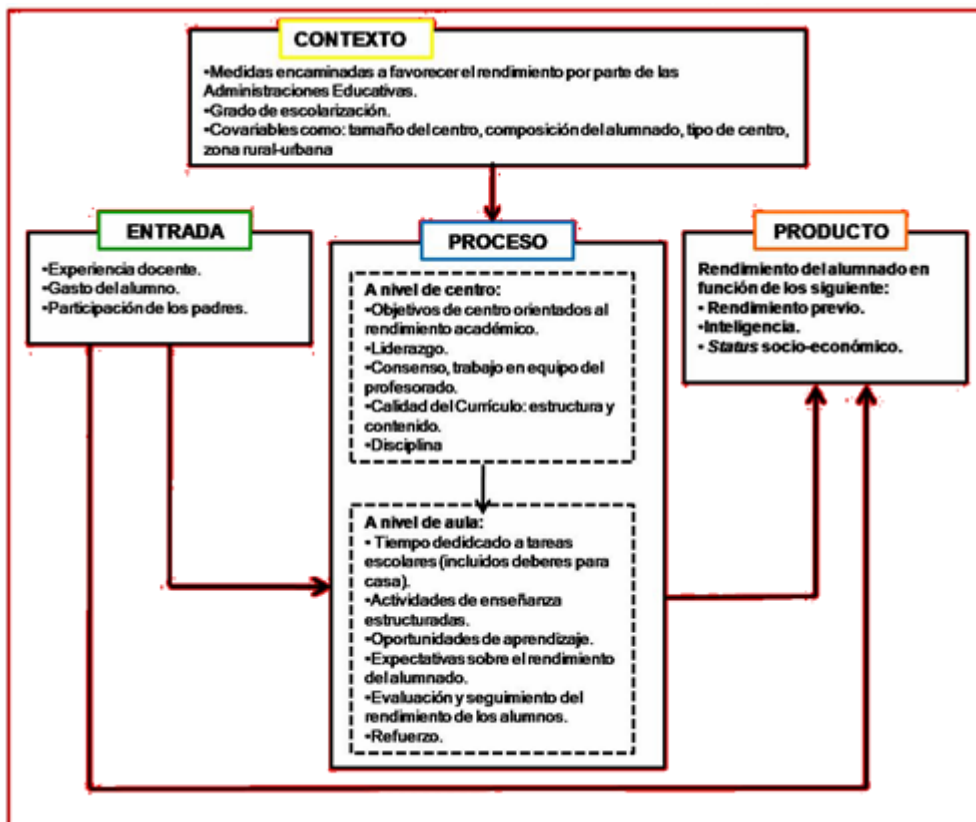 CONTEXTO
•Medidas encaminadas a favorecer el rendimiento por parte de las
Administraciones Educativas.
•Grado de escolarización.
•Covariables como: tamaño del centro, composición del alumnado, tipo de centro,
zona rural-urbana
ENTRADA
•Experiencia docente.
•Gasto del alumno.
•Participación de los padres.
PROCESO
A nivel de centro:
•Objetivos de centro orientados al
rendimiento académico.
•Liderazgo.
•Consenso, trabajo en equipo del
profesorado.
•Calidad del Currículo: estructura y
contenido.
•Disciplina
A nivel de aula:
• Tiempo dedidcado a tareas
escolares (incluidos deberes para
casa).
•Actividades de enseñanza
estructuradas.
•Oportunidades de aprendizaje.
•Expectativas sobre el rendimiento
del alumnado.
•Evaluación y seguimiento del
rendimiento de los alumnos.
•Refuerzo.
PRODUCTO
Rendimiento del alumnado en
función de los siguiente:
• Rendimiento previo.
•Inteligencia.
• Status socio-económico.